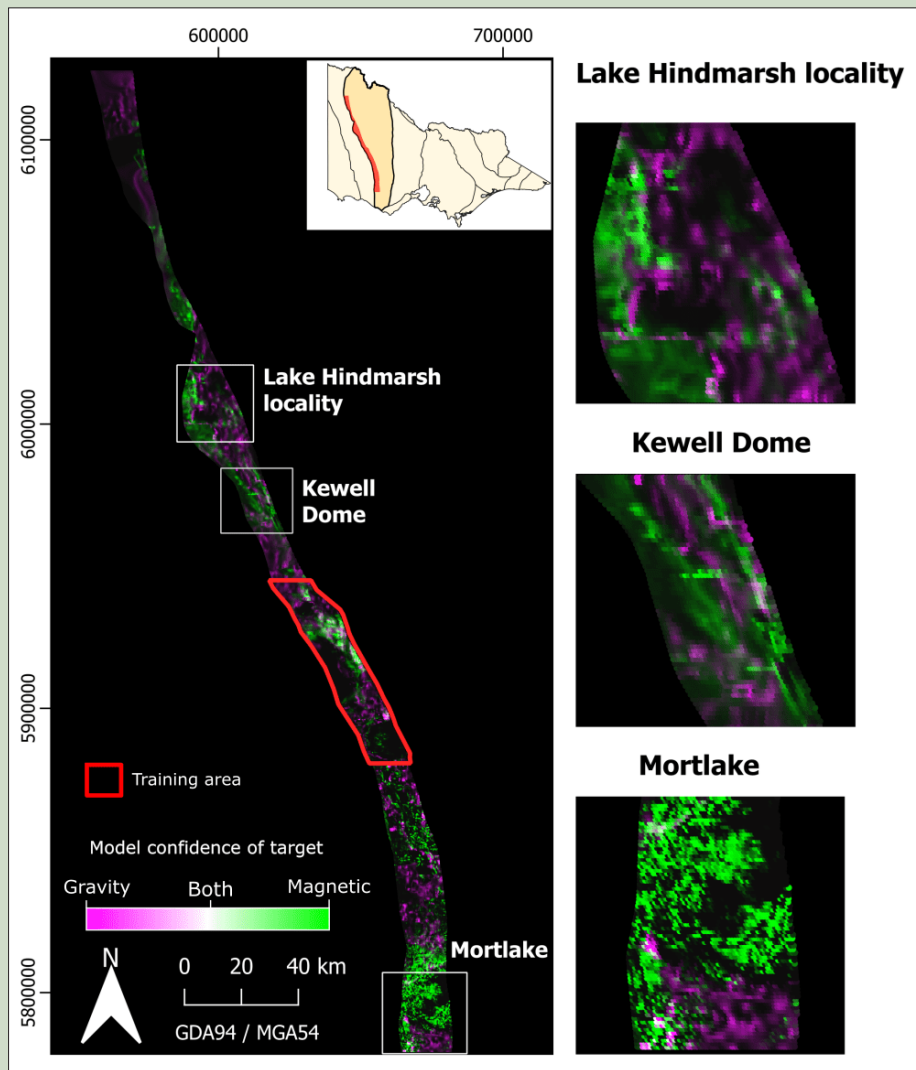 600000
700000
6100000
6000000
5900000
5800000
Lake Hindmarsh
locality
Kewell
Dome
Training area
Model confidence of target
Gravity
Both
Magnetic
N
0
20
40 km
GDA94 / MGA54
Mortlake
Lake Hindmarsh locality
Kewell Dome
Mortlake